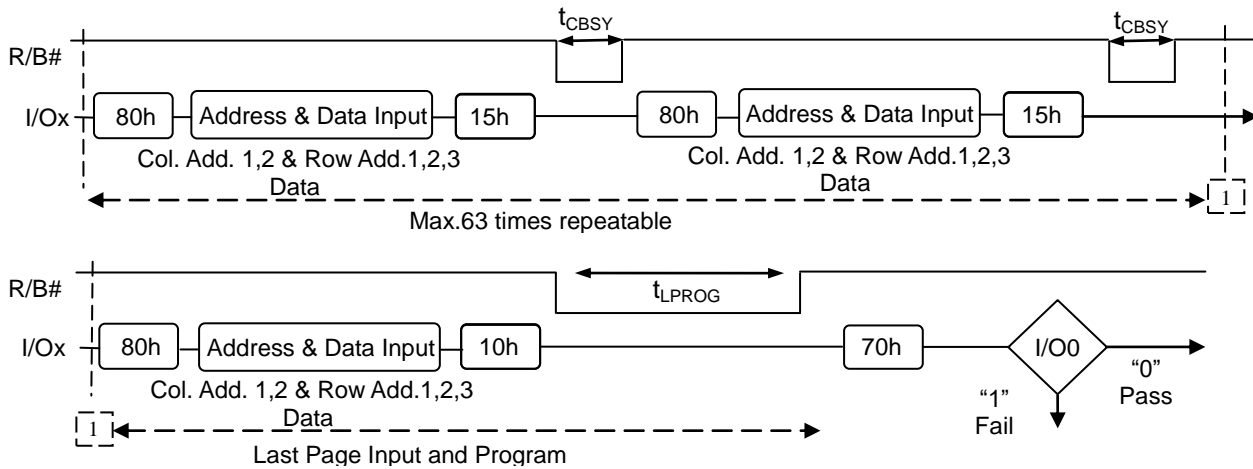 tCBSY tCBSY
R/B#
I/Ox 80h Address & Data Input 15h 80h Address & Data Input 15h
Col. Add. 1,2 & Row Add.1,2,3 Col. Add. 1,2 & Row Add.1,2,3
Data Data
1
Max.63 times repeatable
R/B# tLPROG
I/Ox 80h Address & Data Input 10h 70h I/O0
Col. Add. 1,2 & Row Add.1,2,3 "1" "0"
Data Fail Pass
1
Last Page Input and Program